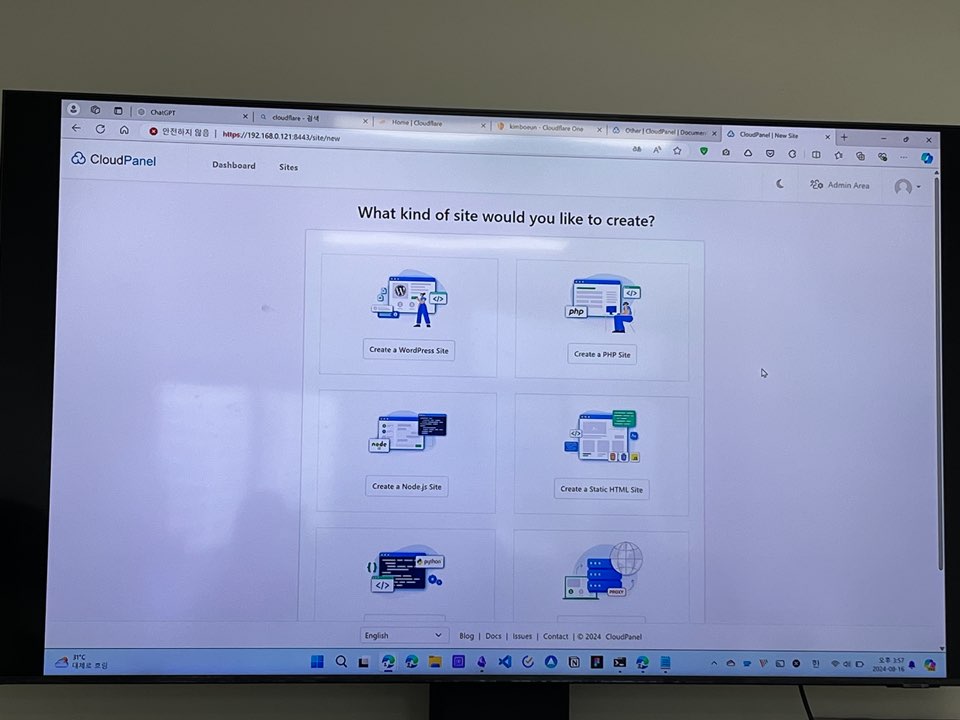 ChatGPT
cloudflare - 검색
Home | Cloudflare
kimboeun - Cloudflare One
Other | CloudPanel | Documen
CloudPanel | New Site
안전하지 않음 | https://192.168.0.121:8443/site/new
CloudPanel
Dashboard
Sites
Admin Area
What kind of site would you like to create?
W
</>
php
</>
Create a WordPress Site
Create a PHP Site
node
</>
Create a Node.js Site
Create a Static HTML Site
{ }
python
</>
PROXY
English
Blog | Docs | Issues | Contact | © 2024 CloudPanel
31°C
대체로 흐림
오후 3:57
2024-08-16